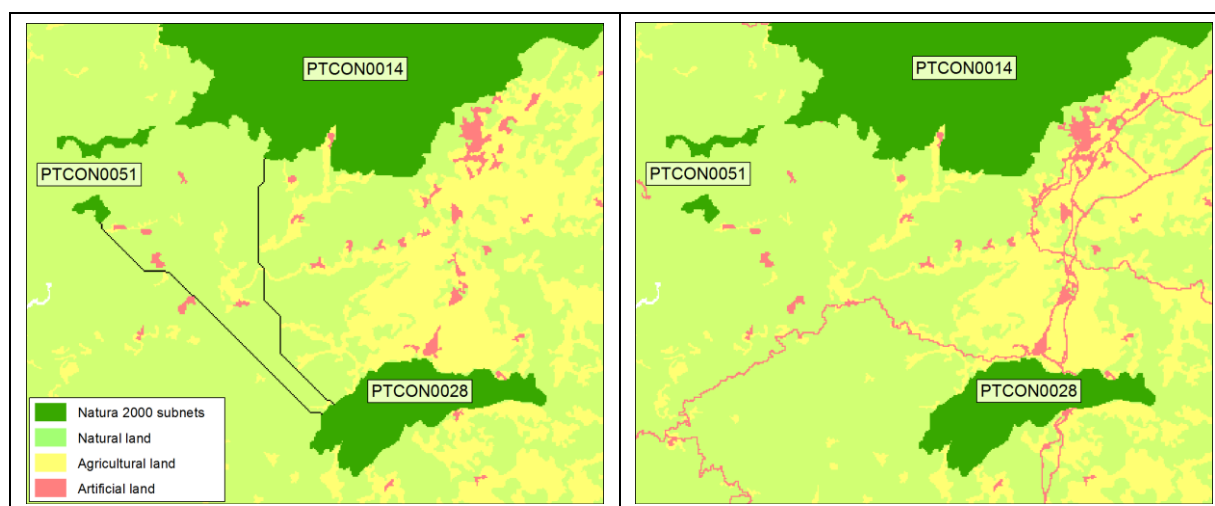 PTCON0014
PTCON0051
PTCON0028
Natura 2000 subnets
Natural land
Agricultural land
Artificial land
PTCON0014
PTCON0051
PTCON0028